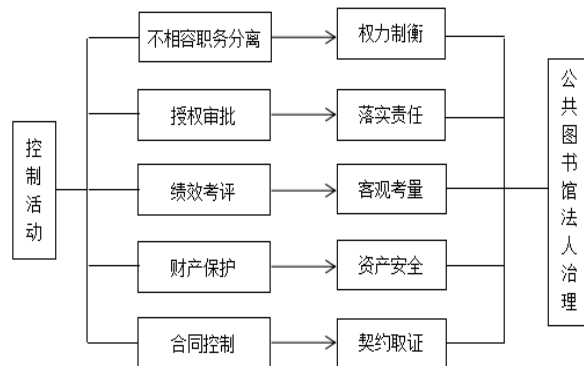 控制活动
不相容职务分离
权力制衡
授权审批
落实责任
绩效考评
客观考量
财产保护
资产安全
合同控制
契约取证
公共图书馆法人治理